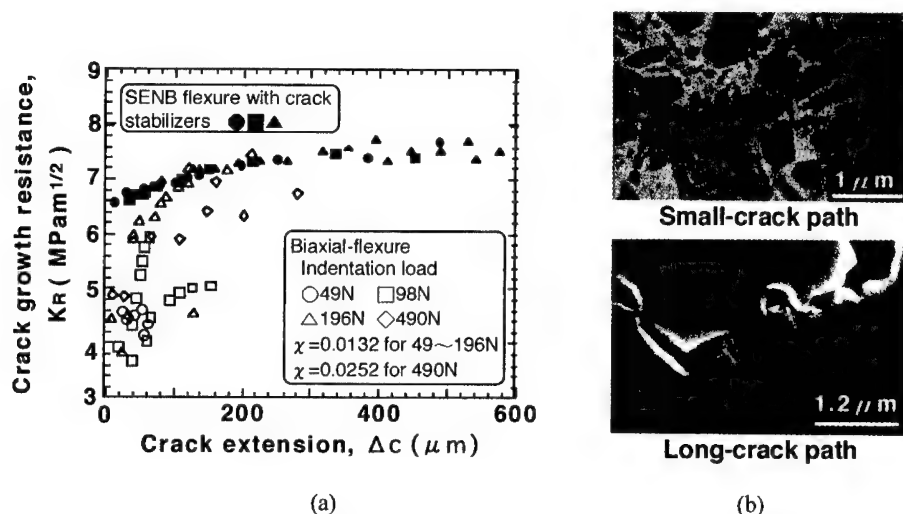 9
8
7
6
5
4
3
0
200
400
600
Crack growth resistance,
KR ( MPam1/2)
SENB flexure with crack
stabilizers ●■▲
Biaxial-flexure
Indentation load
○49N □98N
△196N ◇490N
χ=0.0132 for 49～196N
χ=0.0252 for 490N
Crack extension, Δc (μm)
(a)
1 μm
Small-crack path
1.2 μm
Long-crack path
(b)